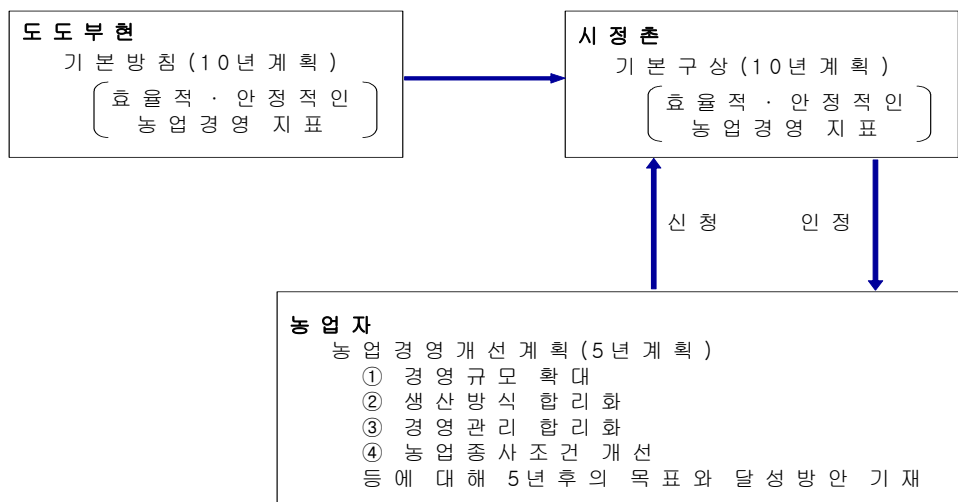 도도부현
기본방침(10년계획)
효율적 · 안정적인
농업경영 지표
시정촌
기본구상(10년계획)
효율적 · 안정적인
농업경영 지표
신청
인정
농업자
농업경영개선계획(5년계획)
① 경영규모 확대
② 생산방식 합리화
③ 경영관리 합리화
④ 농업종사조건 개선
등에 대해 5년후의 목표와 달성방안 기재